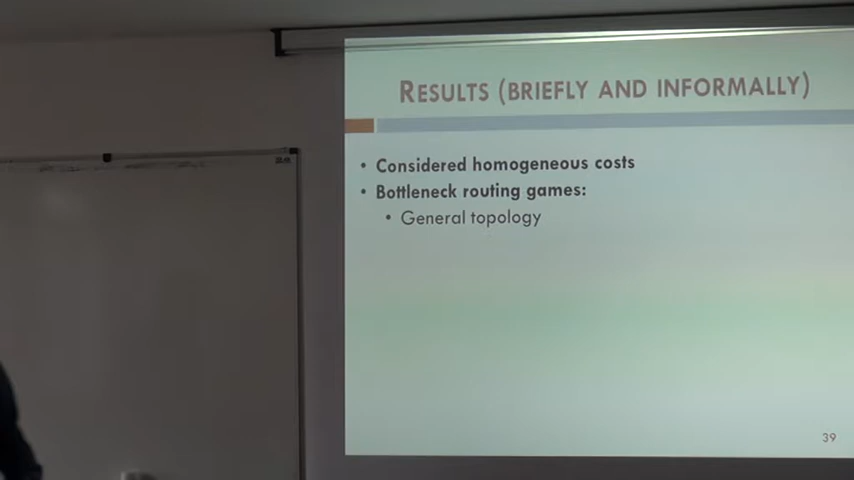 RESULTS (BRIEFLY AND INFORMALLY)
• Considered homogeneous costs
• Bottleneck routing games:
• General topology
39